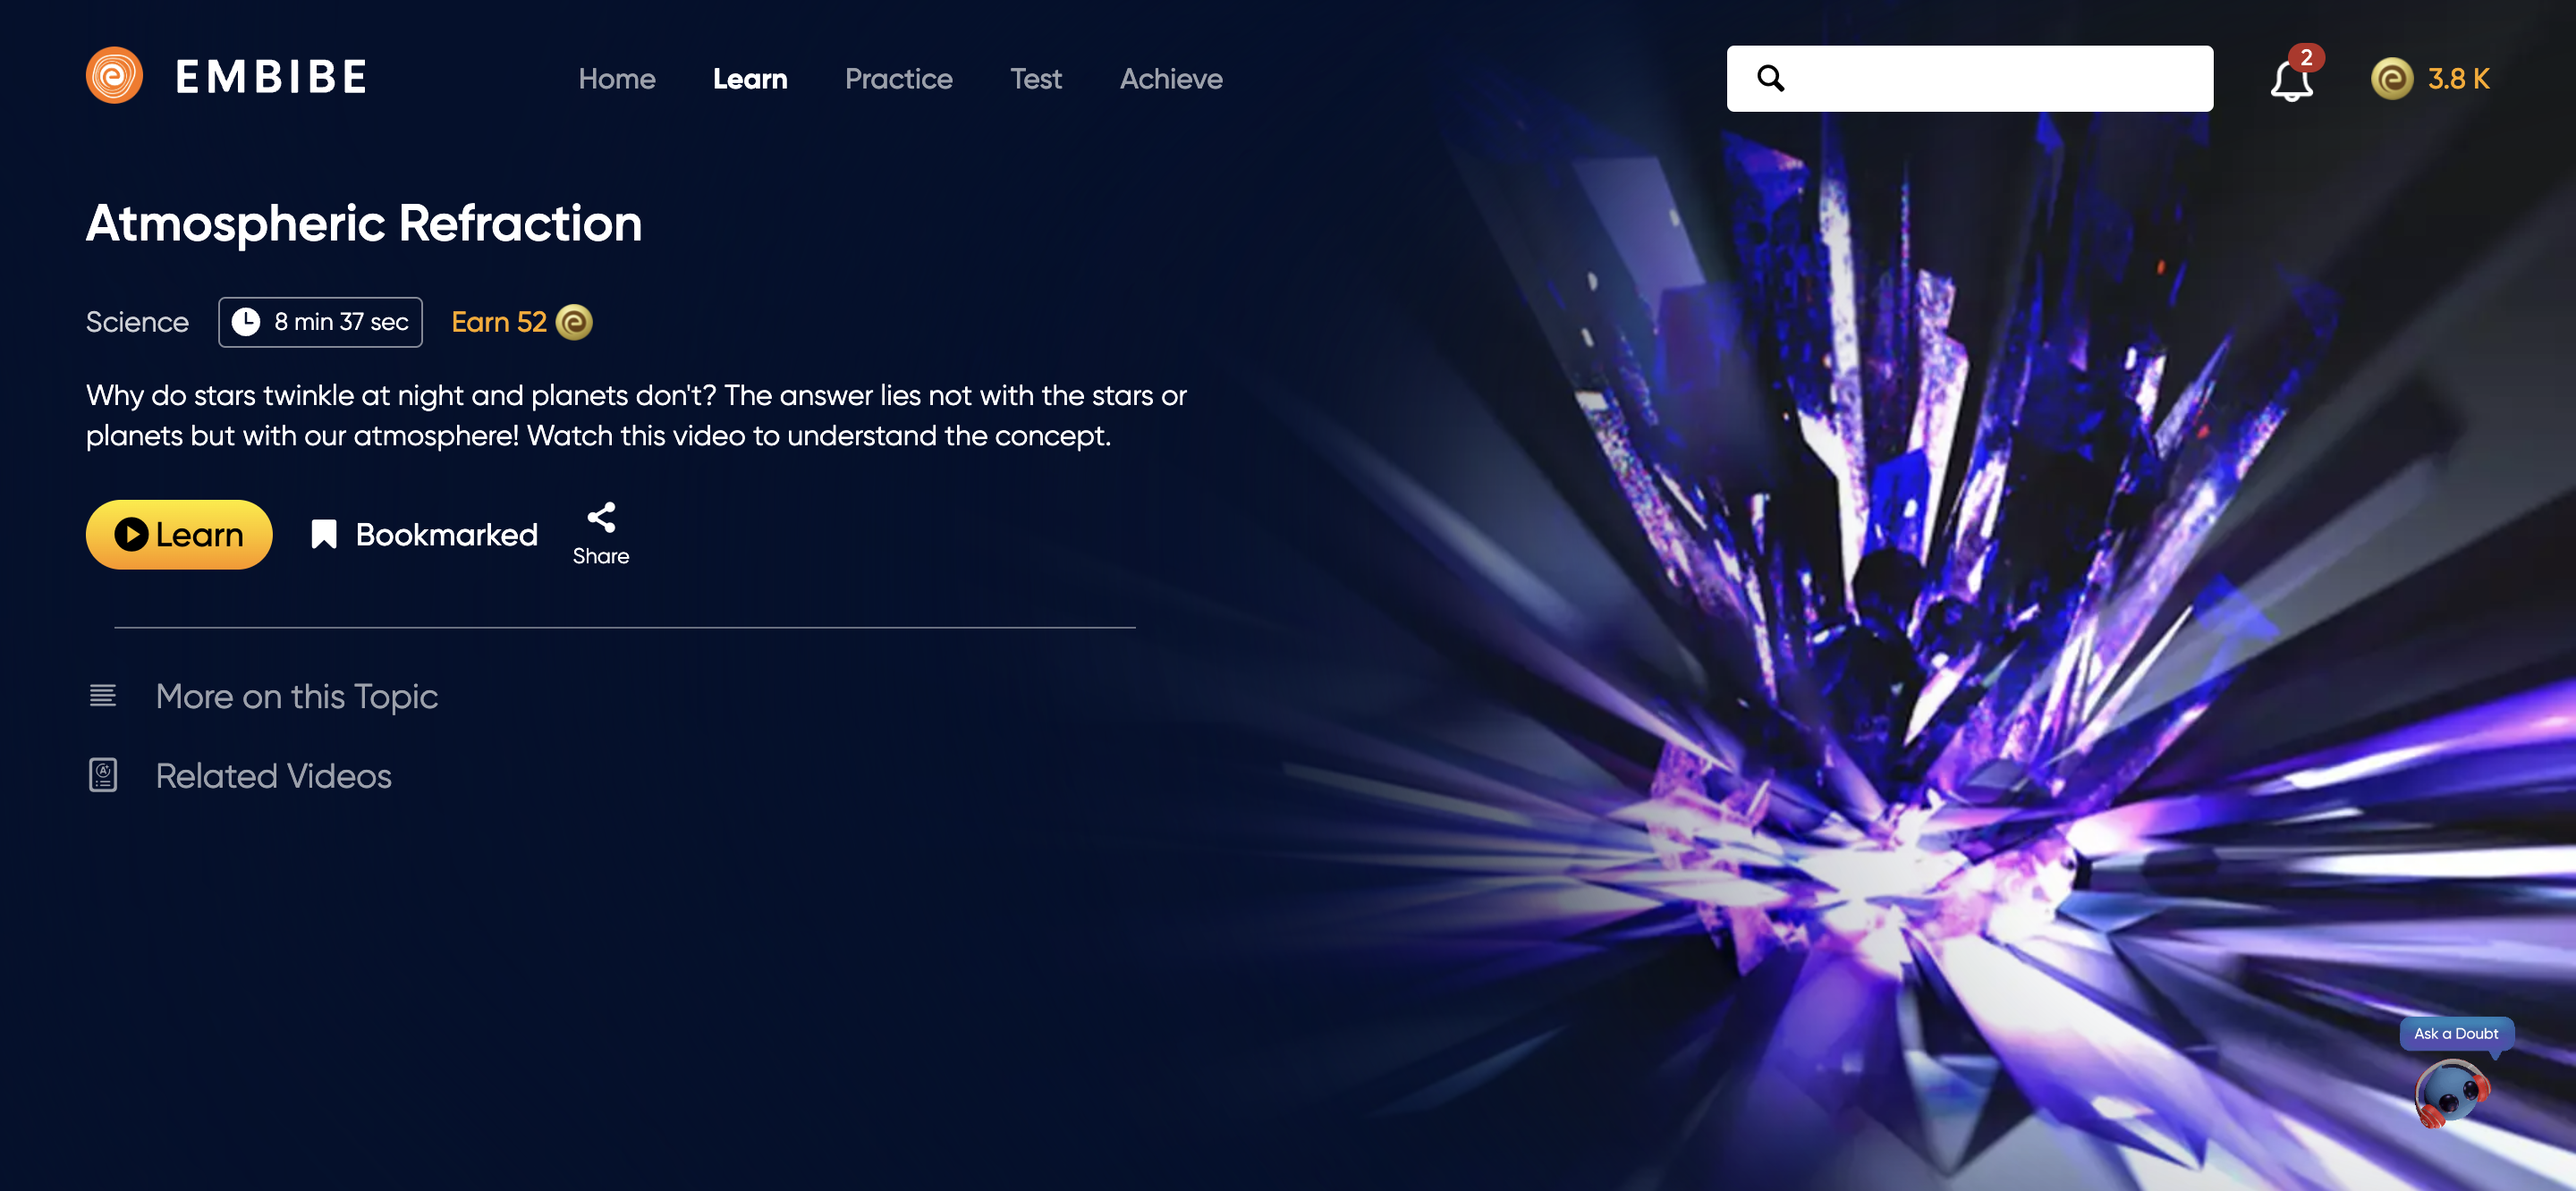 EMBIBE
Home Learn Practice Test Achieve
2
3.8 K
Atmospheric Refraction
Science 8 min 37 sec Earn 52
Why do stars twinkle at night and planets don't? The answer lies not with the stars or
planets but with our atmosphere! Watch this video to understand the concept.
Learn Bookmarked Share
More on this Topic
Related Videos
Ask a Doubt